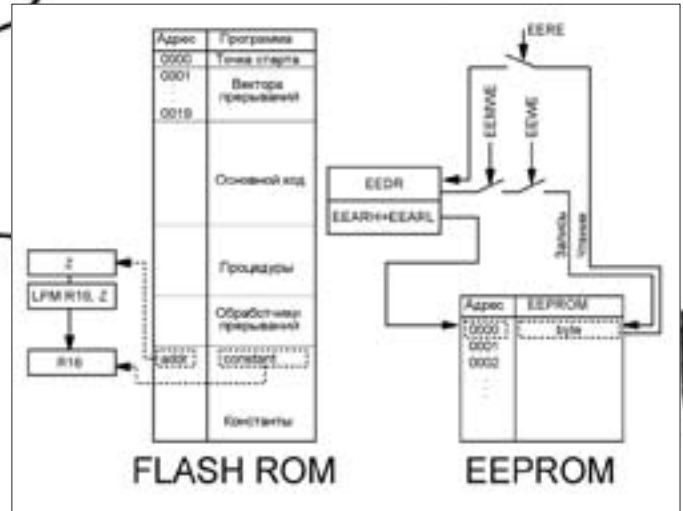 Адрес Программа
0000 Точка старта
0001 Вектора
прерываний
0019
Основной код
Процедуры
Обработчики
прерываний
addr constant
Константы
FLASH ROM
Z
LPM R16, Z
R16
EERE
EEMWE
EEWE
EEDR
EEARH+EEARL
Запись
Чтение
Адрес EEPROM
0000 byte
0001
0002
EEPROM